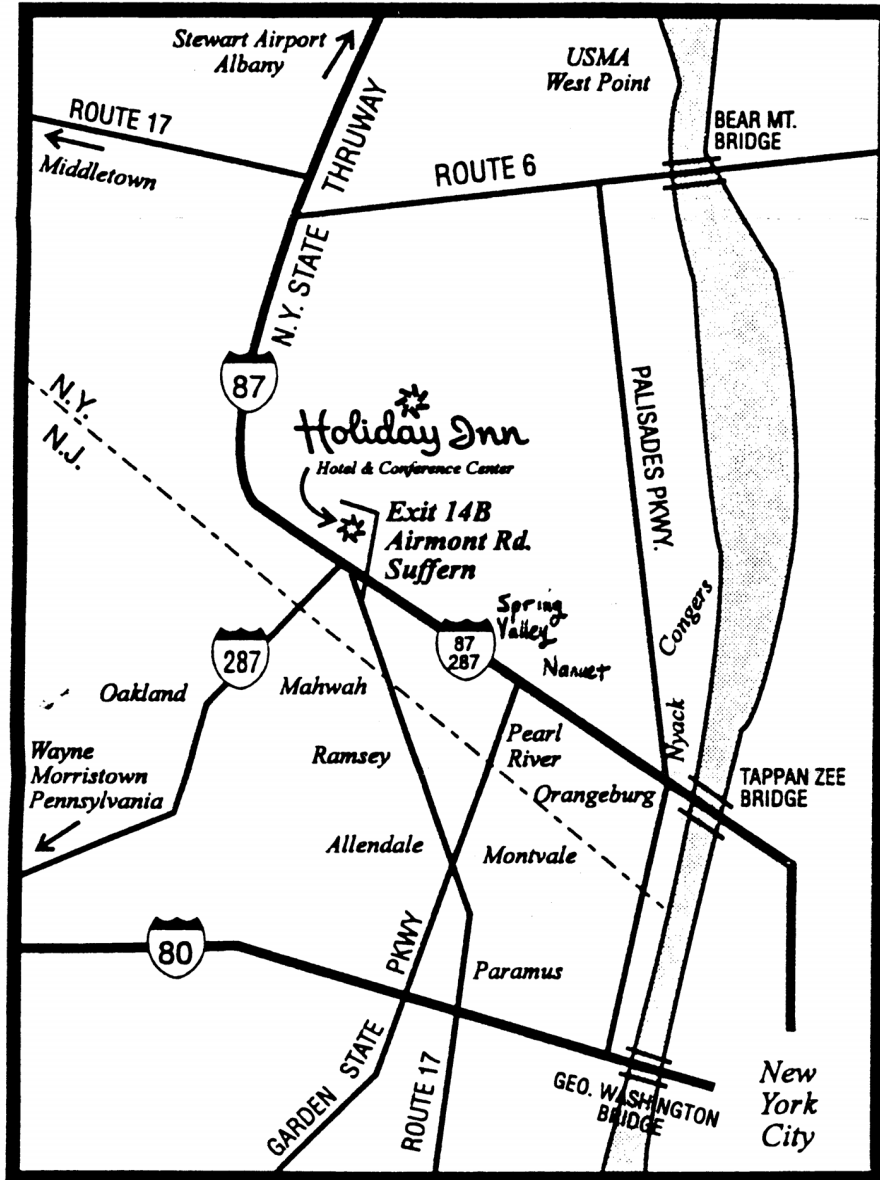 Stewart Airport
Albany
USMA
West Point
ROUTE 17
Middletown
N.Y. STATE THRUWAY
BEAR MT.
BRIDGE
ROUTE 6
87
N.Y.
N.J.
Holiday Inn
Hotel & Conference Center
Exit 14B
Airmont Rd.
Suffern
PALISADES PKWY.
Congers
Spring
Valley
87
287
Nanuet
287
Oakland
Mahwah
Nyack
Wayne
Morristown
Pennsylvania
Ramsey
Pearl
River
Orangeburg
TAPPAN ZEE
BRIDGE
Allendale
Montvale
80
Paramus
GARDEN STATE PKWY
ROUTE 17
GEO. WASHINGTON
BRIDGE
New
York
City